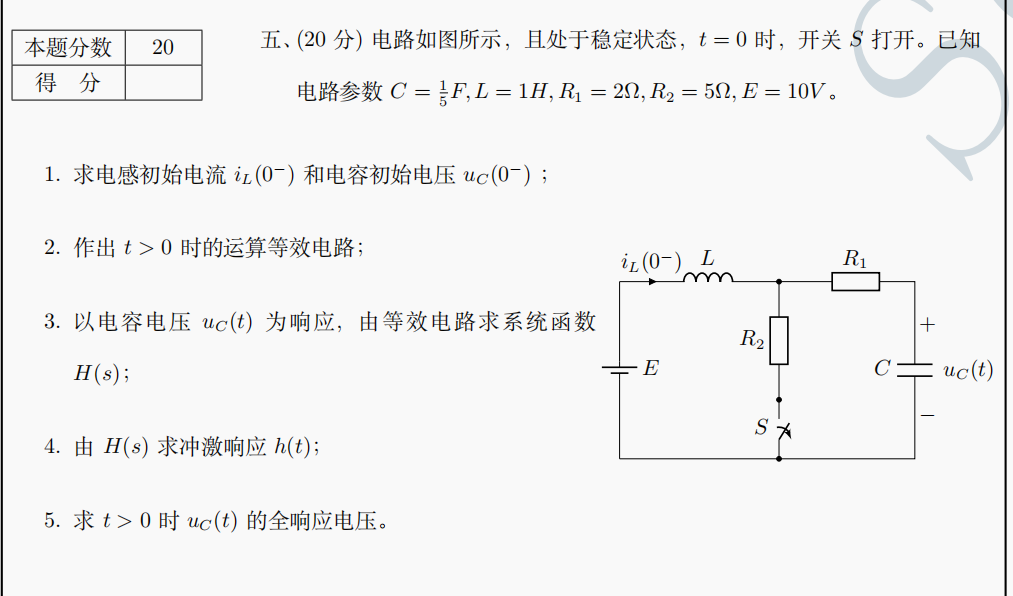 本题分数 20
得 分
五、(20 分) 电路如图所示，且处于稳定状态，t = 0 时，开关 S 打开。已知
电路参数 C = 1/5 F, L = 1H, R₁ = 2Ω, R₂ = 5Ω, E = 10V。
1. 求电感初始电流 i_L(0⁻) 和电容初始电压 u_C(0⁻)；
2. 作出 t > 0 时的运算等效电路；
3. 以电容电压 u_C(t) 为响应，由等效电路求系统函数
H(s)；
4. 由 H(s) 求冲激响应 h(t)；
5. 求 t > 0 时 u_C(t) 的全响应电压。
i_L(0⁻) L R₁
+
R₂
E C u_C(t)
−
S
S